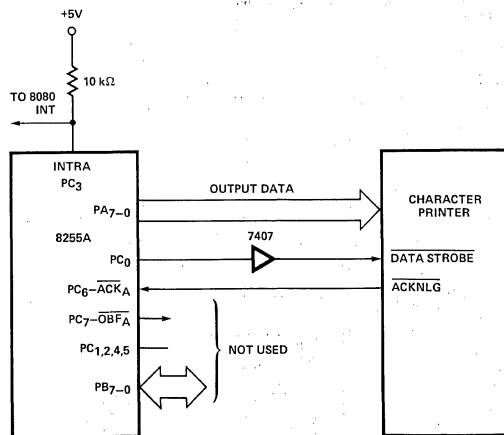 +5V
10 kΩ
TO 8080
INT
INTRA
PC3
PA7–0
OUTPUT DATA
CHARACTER
PRINTER
8255A
7407
PC0
DATA STROBE
PC6-ACKA
ACKNLG
PC7-OBFA
PC1,2,4,5
NOT USED
PB7–0